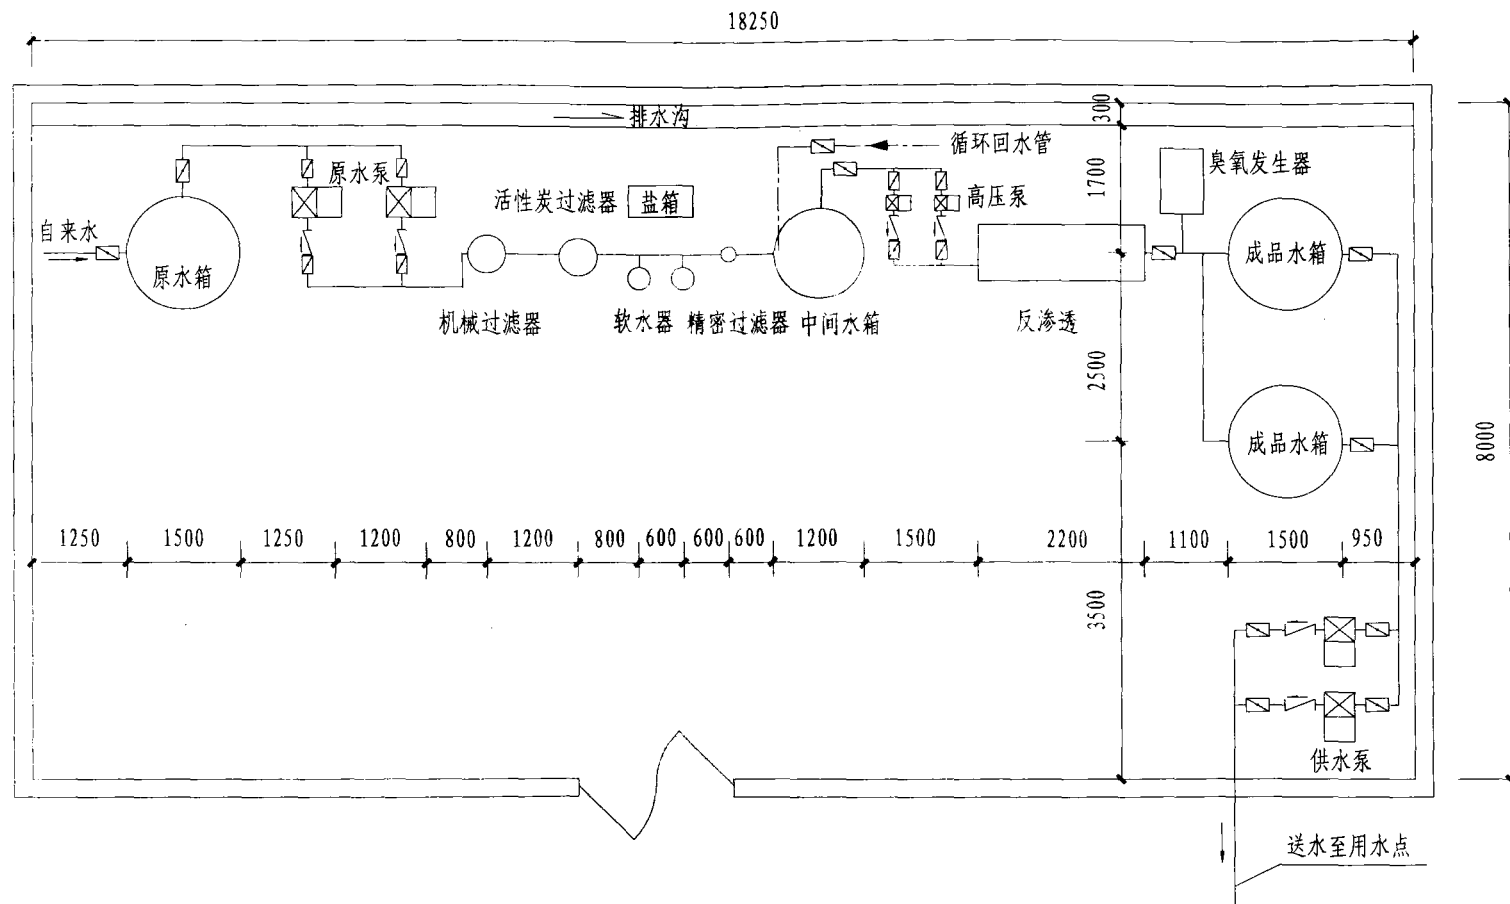 18250
排水沟
300
循环回水管
臭氧发生器
原水泵
1700
活性炭过滤器
盐箱
高压泵
自来水
原水箱
成品水箱
机械过滤器
软水器
精密过滤器
中间水箱
反渗透
2500
成品水箱
8000
1250 1500 1250 1200 800 1200 800 600 600 600 1200 1500 2200 1100 1500 950
3500
供水泵
送水至用水点